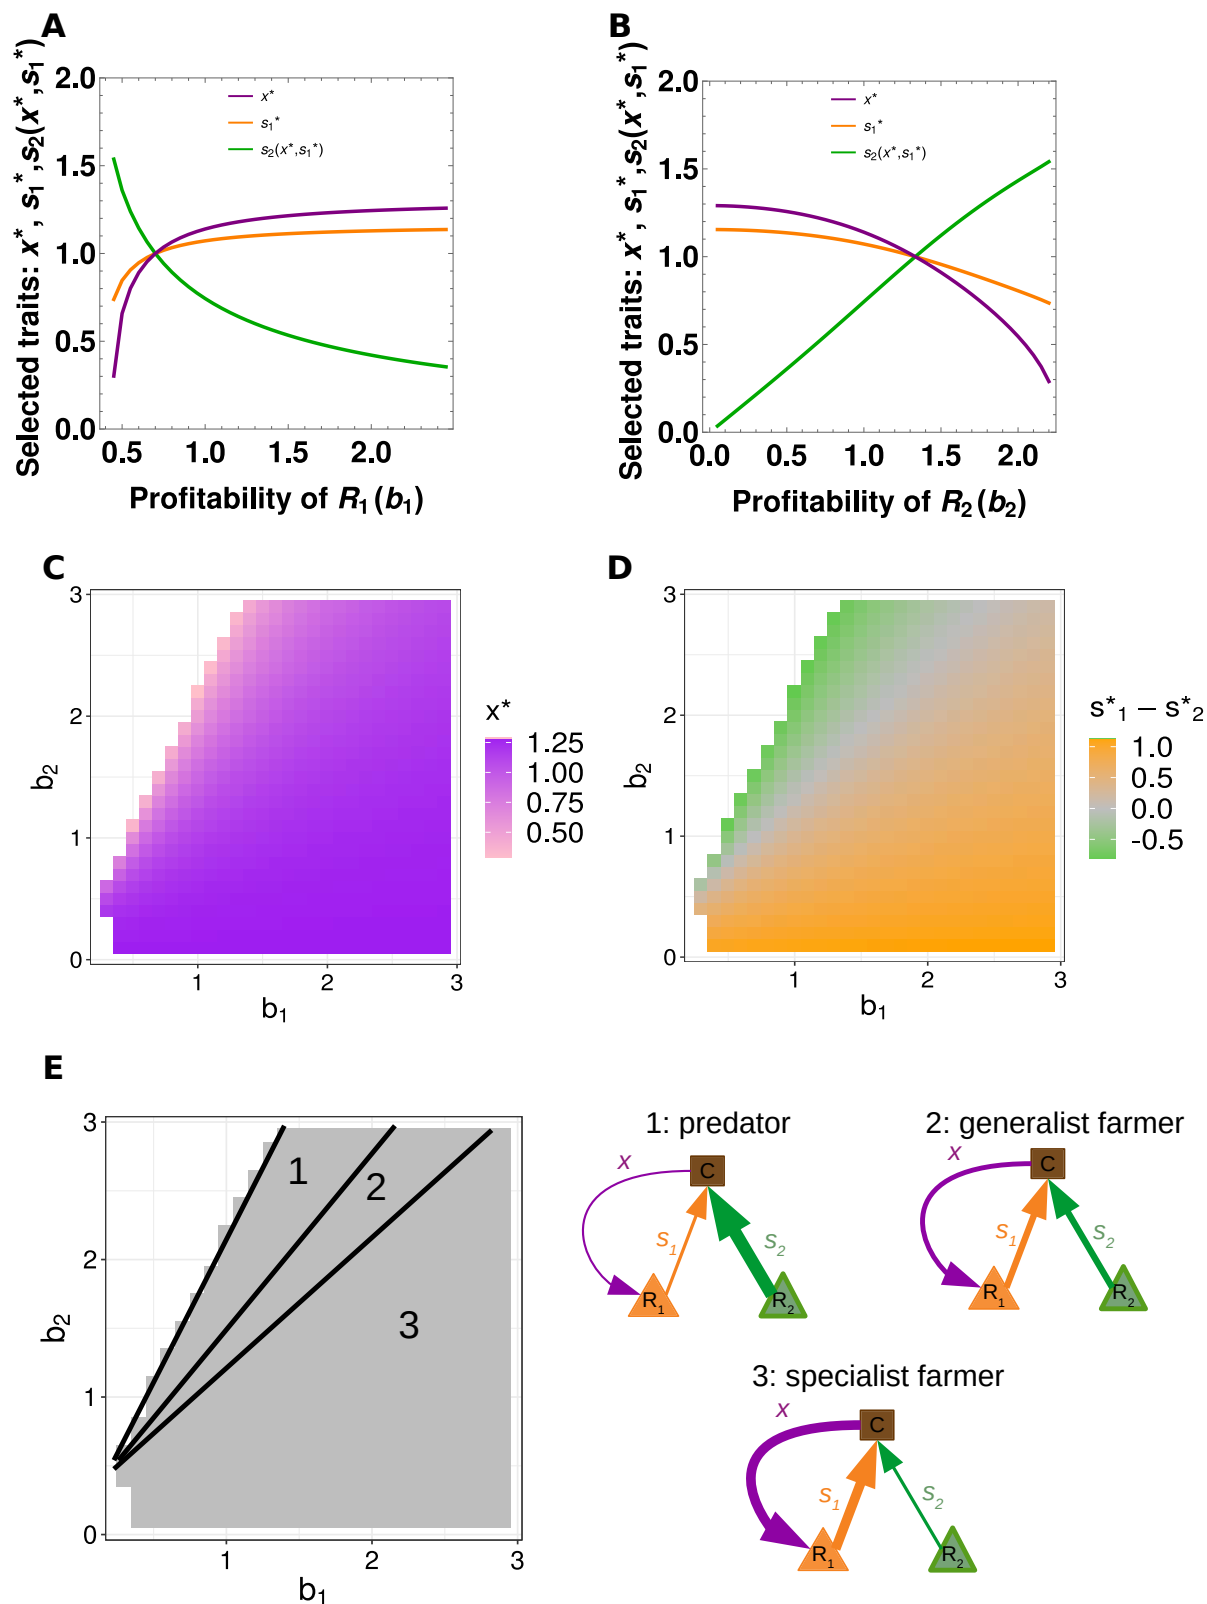 A
Selected traits: x*, s1*, s2(x*,s1*)
2.0
1.5
1.0
0.5
0.0
x*
s1*
s2(x*,s1*)
0.5 1.0 1.5 2.0
Profitability of R1 (b1)
B
Selected traits: x*, s1*, s2(x*,s1*)
2.0
1.5
1.0
0.5
0.0
x*
s1*
s2(x*,s1*)
0.0 0.5 1.0 1.5 2.0
Profitability of R2 (b2)
C
b2
3
2
1
0
1 2 3
b1
x*
1.25
1.00
0.75
0.50
D
b2
3
2
1
0
1 2 3
b1
s*1 − s*2
1.0
0.5
0.0
-0.5
E
b2
3
2
1
0
1
2
3
1 2 3
b1
1: predator
x
C
s1
s2
R1
R2
2: generalist farmer
x
C
s1
s2
R1
R2
3: specialist farmer
x
C
s1
s2
R1
R2